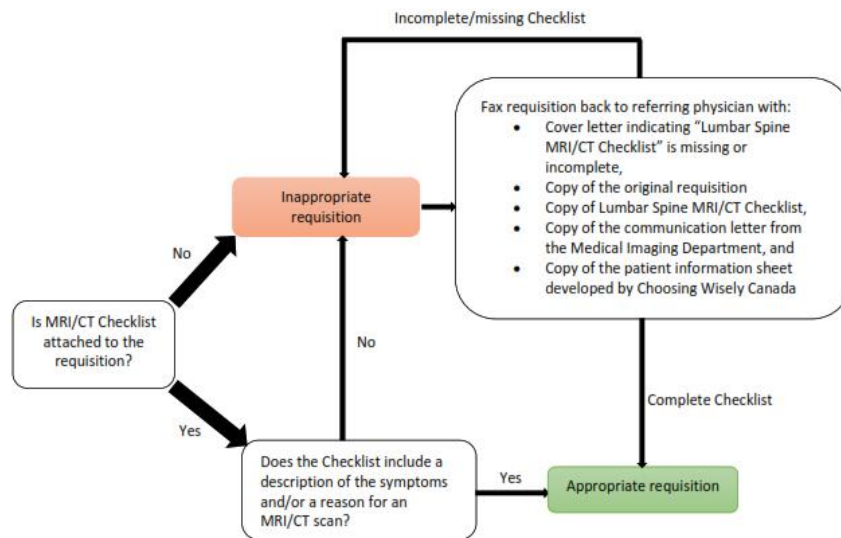 Incomplete/missing Checklist
Fax requisition back to referring physician with:
• Cover letter indicating “Lumbar Spine
MRI/CT Checklist” is missing or
incomplete,
• Copy of the original requisition
• Copy of Lumbar Spine MRI/CT Checklist,
• Copy of the communication letter from
the Medical Imaging Department, and
• Copy of the patient information sheet
developed by Choosing Wisely Canada
Inappropriate
requisition
No
Is MRI/CT Checklist
attached to the
requisition?
No
Complete Checklist
Yes
Does the Checklist include a
description of the symptoms
and/or a reason for an
MRI/CT scan?
Yes
Appropriate requisition